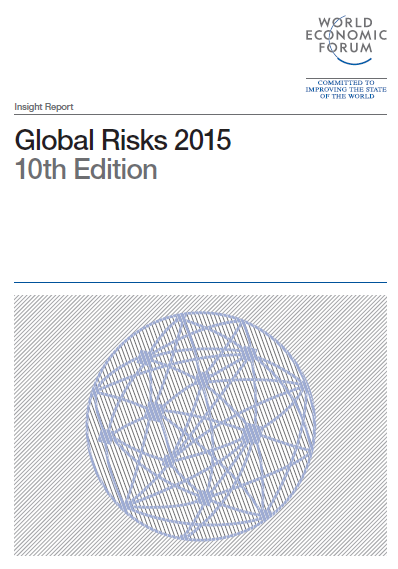 WORLD
ECONOMIC
FORUM
COMMITTED TO
IMPROVING THE STATE
OF THE WORLD
Insight Report
Global Risks 2015
10th Edition